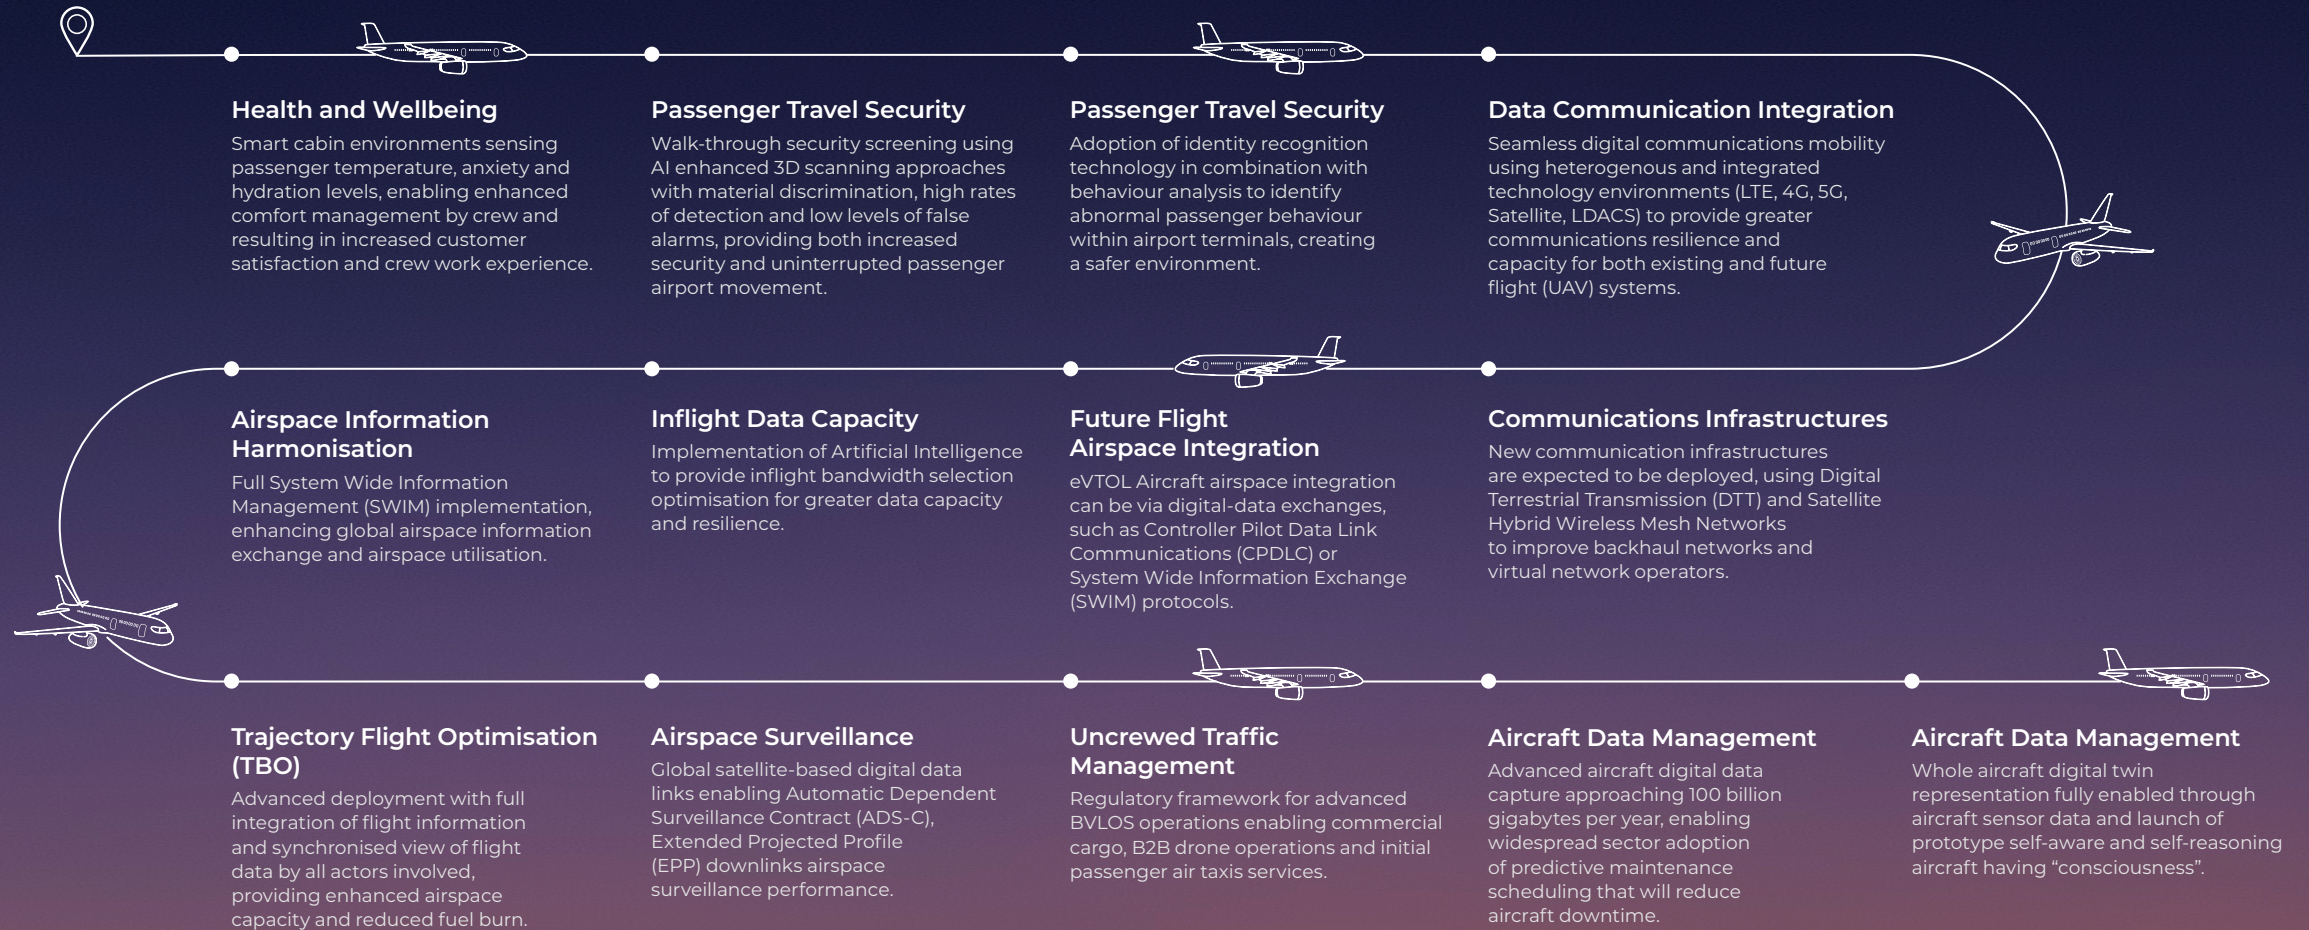 Health and Wellbeing
Smart cabin environments sensing
passenger temperature, anxiety and
hydration levels, enabling enhanced
comfort management by crew and
resulting in increased customer
satisfaction and crew work experience.
Passenger Travel Security
Walk-through security screening using
AI enhanced 3D scanning approaches
with material discrimination, high rates
of detection and low levels of false
alarms, providing both increased
security and uninterrupted passenger
airport movement.
Passenger Travel Security
Adoption of identity recognition
technology in combination with
behaviour analysis to identify
abnormal passenger behaviour
within airport terminals, creating
a safer environment.
Data Communication Integration
Seamless digital communications mobility
using heterogenous and integrated
technology environments (LTE, 4G, 5G,
Satellite, LDACS) to provide greater
communications resilience and
capacity for both existing and future
flight (UAV) systems.
Airspace Information
Harmonisation
Full System Wide Information
Management (SWIM) implementation,
enhancing global airspace information
exchange and airspace utilisation.
Inflight Data Capacity
Implementation of Artificial Intelligence
to provide inflight bandwidth selection
optimisation for greater data capacity
and resilience.
Future Flight
Airspace Integration
eVTOL Aircraft airspace integration
can be via digital-data exchanges,
such as Controller Pilot Data Link
Communications (CPDLC) or
System Wide Information Exchange
(SWIM) protocols.
Communications Infrastructures
New communication infrastructures
are expected to be deployed, using Digital
Terrestrial Transmission (DTT) and Satellite
Hybrid Wireless Mesh Networks
to improve backhaul networks and
virtual network operators.
Trajectory Flight Optimisation
(TBO)
Advanced deployment with full
integration of flight information
and synchronised view of flight
data by all actors involved,
providing enhanced airspace
capacity and reduced fuel burn.
Airspace Surveillance
Global satellite-based digital data
links enabling Automatic Dependent
Surveillance Contract (ADS-C),
Extended Projected Profile
(EPP) downlinks airspace
surveillance performance.
Uncrewed Traffic
Management
Regulatory framework for advanced
BVLOS operations enabling commercial
cargo, B2B drone operations and initial
passenger air taxis services.
Aircraft Data Management
Advanced aircraft digital data
capture approaching 100 billion
gigabytes per year, enabling
widespread sector adoption
of predictive maintenance
scheduling that will reduce
aircraft downtime.
Aircraft Data Management
Whole aircraft digital twin
representation fully enabled through
aircraft sensor data and launch of
prototype self-aware and self-reasoning
aircraft having “consciousness”.